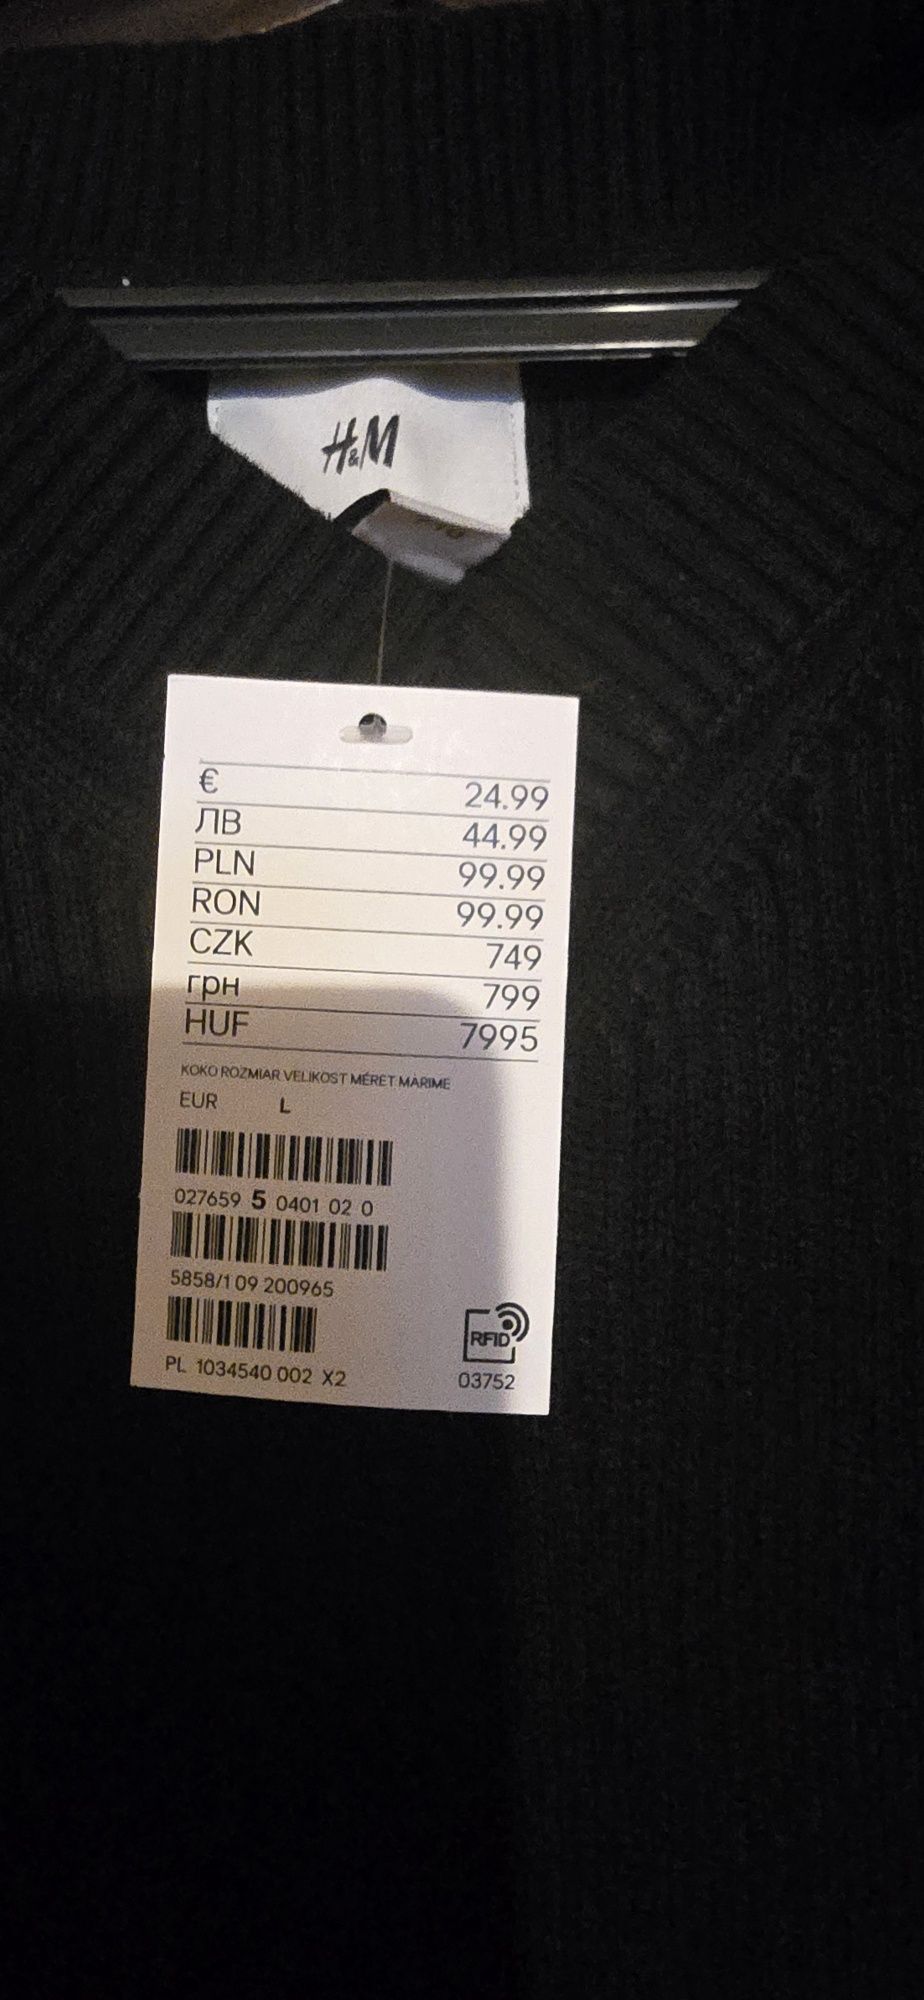 H&M
€ 24.99
ЛВ 44.99
PLN 99.99
RON 99.99
CZK 749
грн 799
HUF 7995
KOKO ROZMIAR VELIKOST MÉRET MARIME
EUR L
027659 5 0401 02 0
5858/1 09 200965
RFID
PL 1034540 002 X2
03752